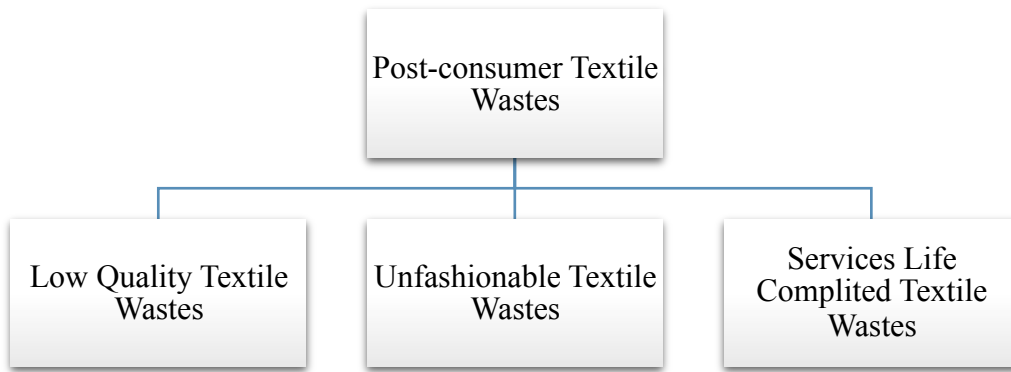 Post-consumer Textile
Wastes
Low Quality Textile
Wastes
Unfashionable Textile
Wastes
Services Life
Complited Textile
Wastes